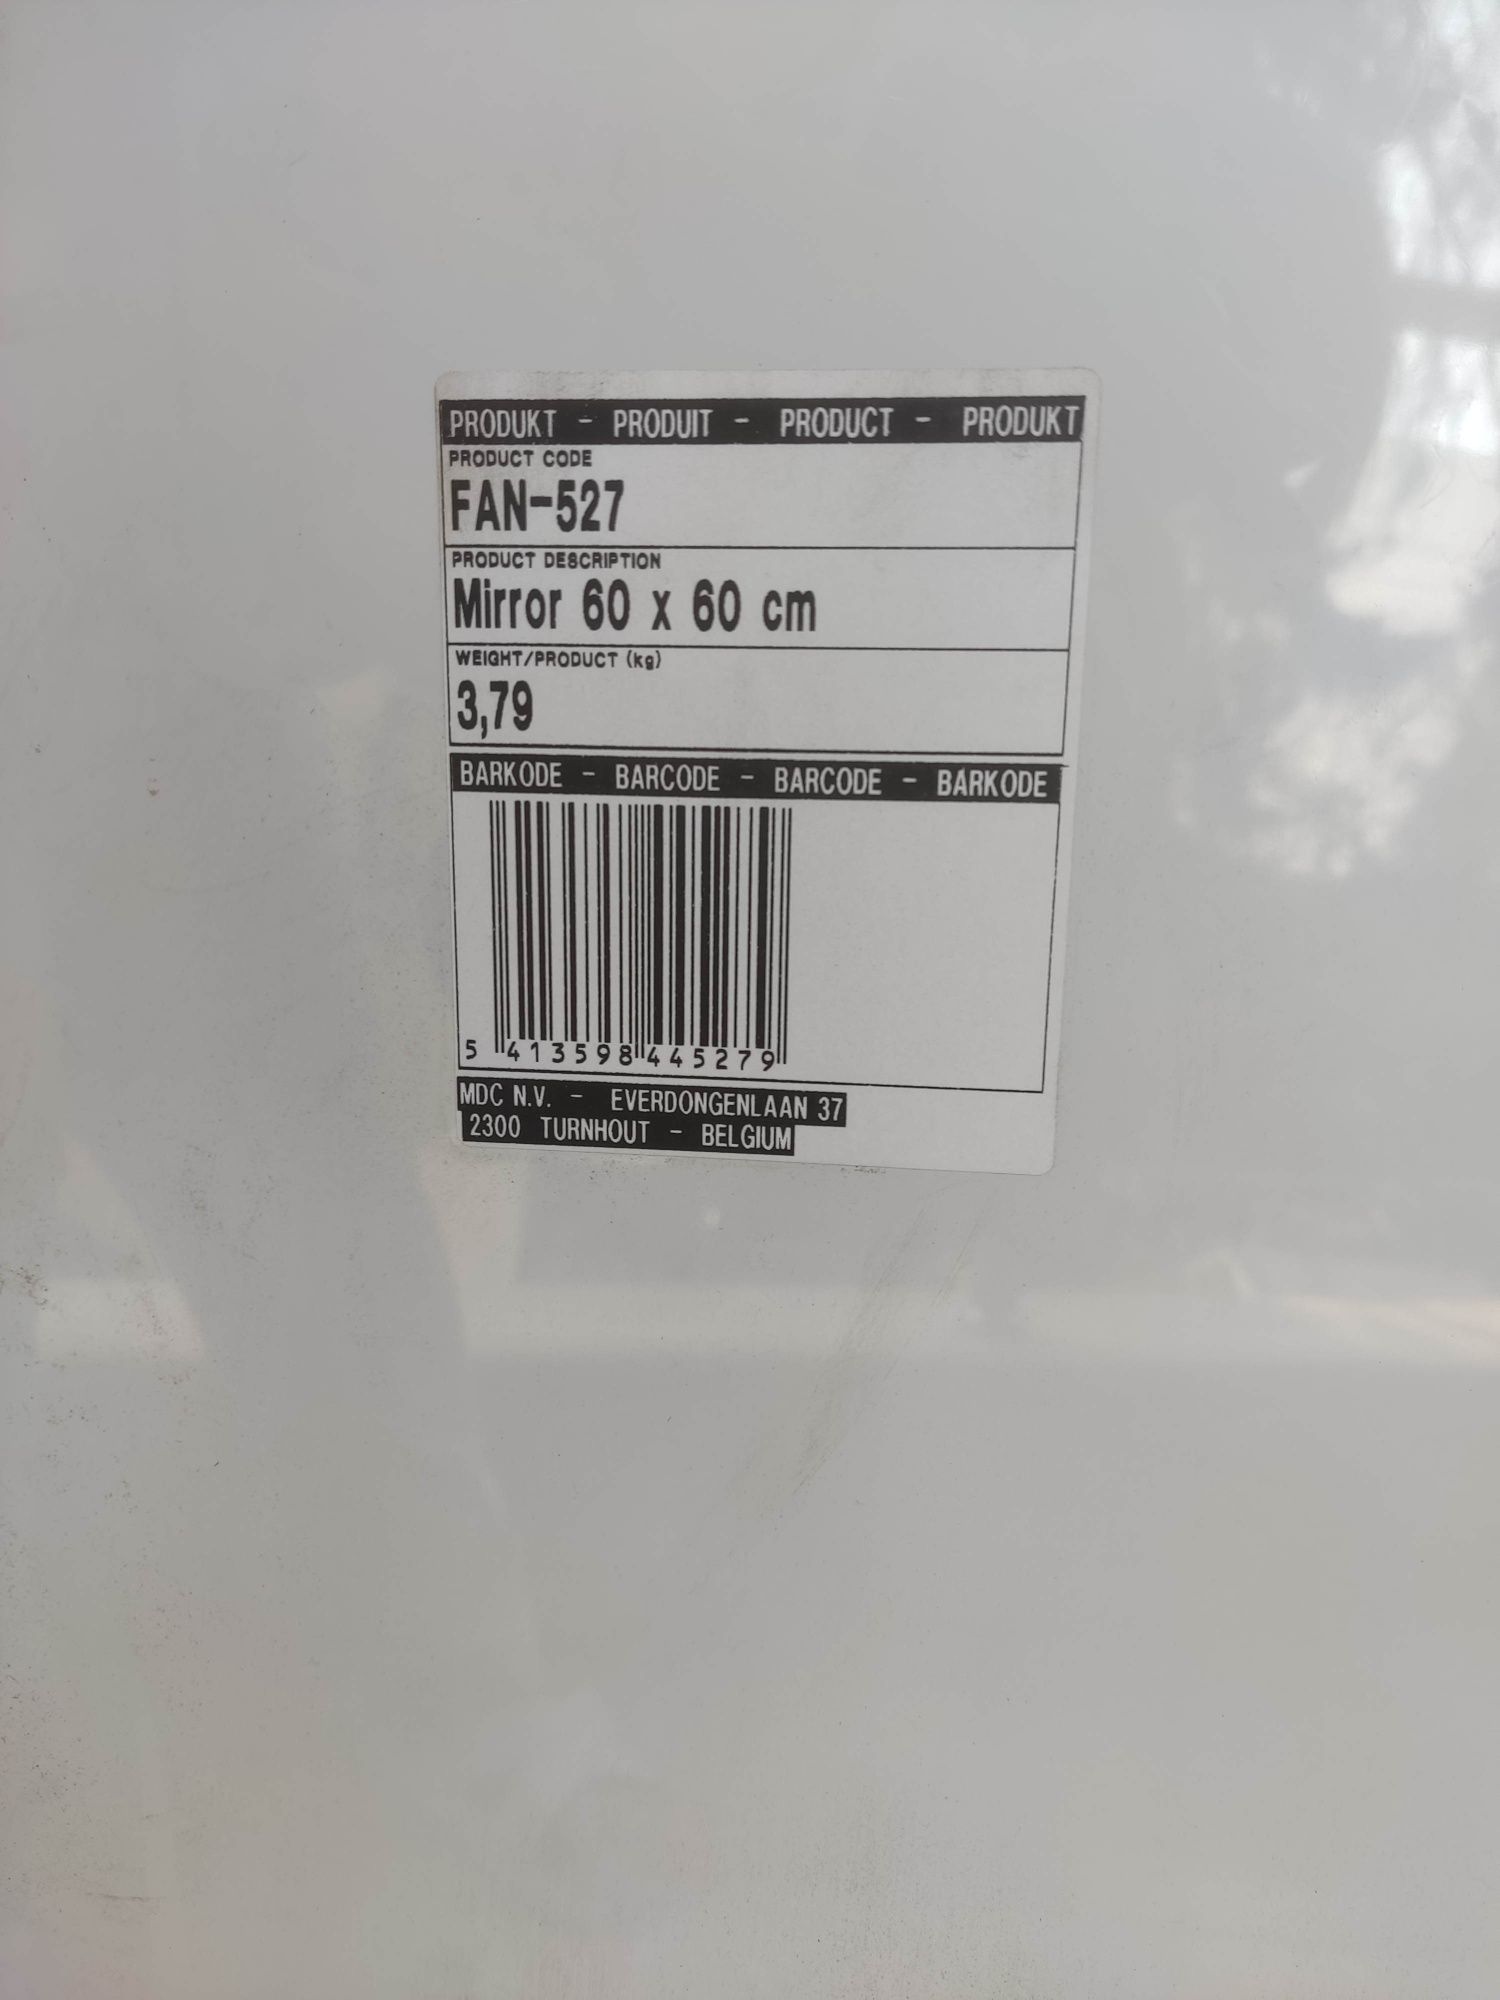 PRODUKT - PRODUIT - PRODUCT - PRODUKT
PRODUCT CODE
FAN-527
PRODUCT DESCRIPTION
Mirror 60 x 60 cm
WEIGHT/PRODUCT (kg)
3,79
BARKODE - BARCODE - BARCODE - BARKODE
5 413598 445279
MDC N.V. - EVERDONGENLAAN 37
2300 TURNHOUT - BELGIUM